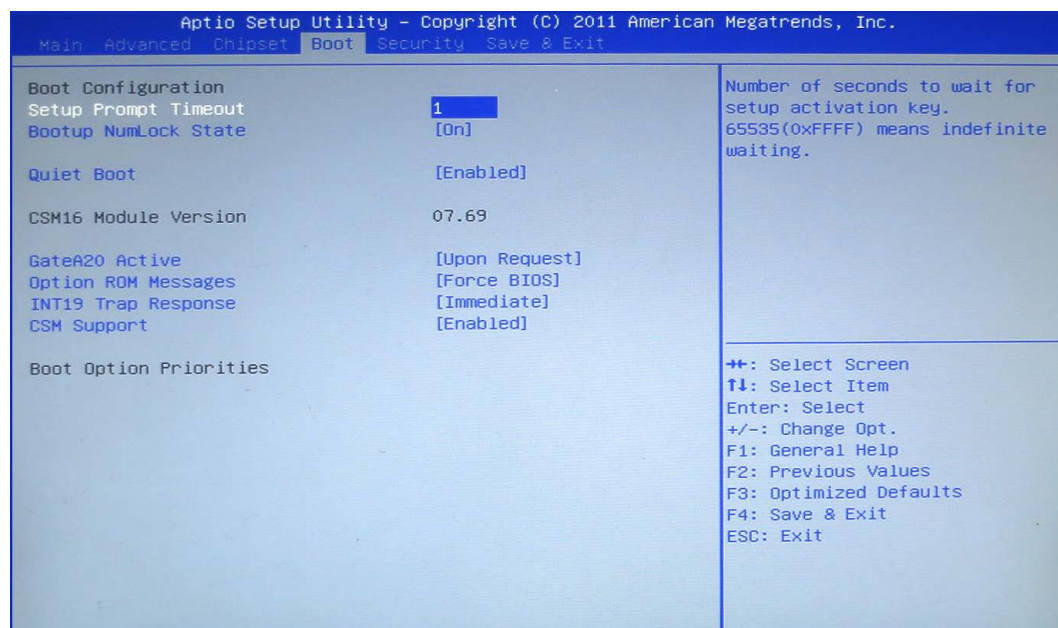 Aptio Setup Utility – Copyright (C) 2011 American Megatrends, Inc.
Main Advanced Chipset Boot Security Save & Exit
Boot Configuration
Setup Prompt Timeout 1
Bootup NumLock State [On]
Quiet Boot [Enabled]
CSM16 Module Version 07.69
GateA20 Active [Upon Request]
Option ROM Messages [Force BIOS]
INT19 Trap Response [Immediate]
CSM Support [Enabled]
Boot Option Priorities
Number of seconds to wait for
setup activation key.
65535(0xFFFF) means indefinite
waiting.
→←: Select Screen
↑↓: Select Item
Enter: Select
+/-: Change Opt.
F1: General Help
F2: Previous Values
F3: Optimized Defaults
F4: Save & Exit
ESC: Exit